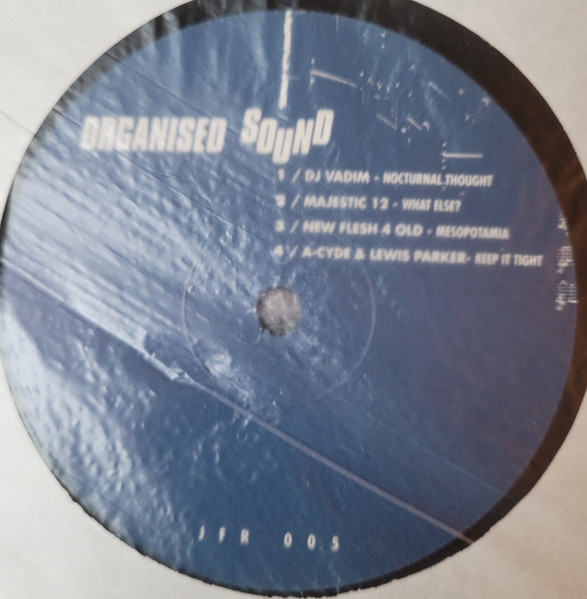 ORGANISED SOUND
1 / DJ VADIM - NOCTURNAL THOUGHT
2 / MAJESTIC 12 - WHAT ELSE?
3 / NEW FLESH 4 OLD - MESOPOTAMIA
4 / A-CYDE & LEWIS PARKER- KEEP IT TIGHT
JFR 005